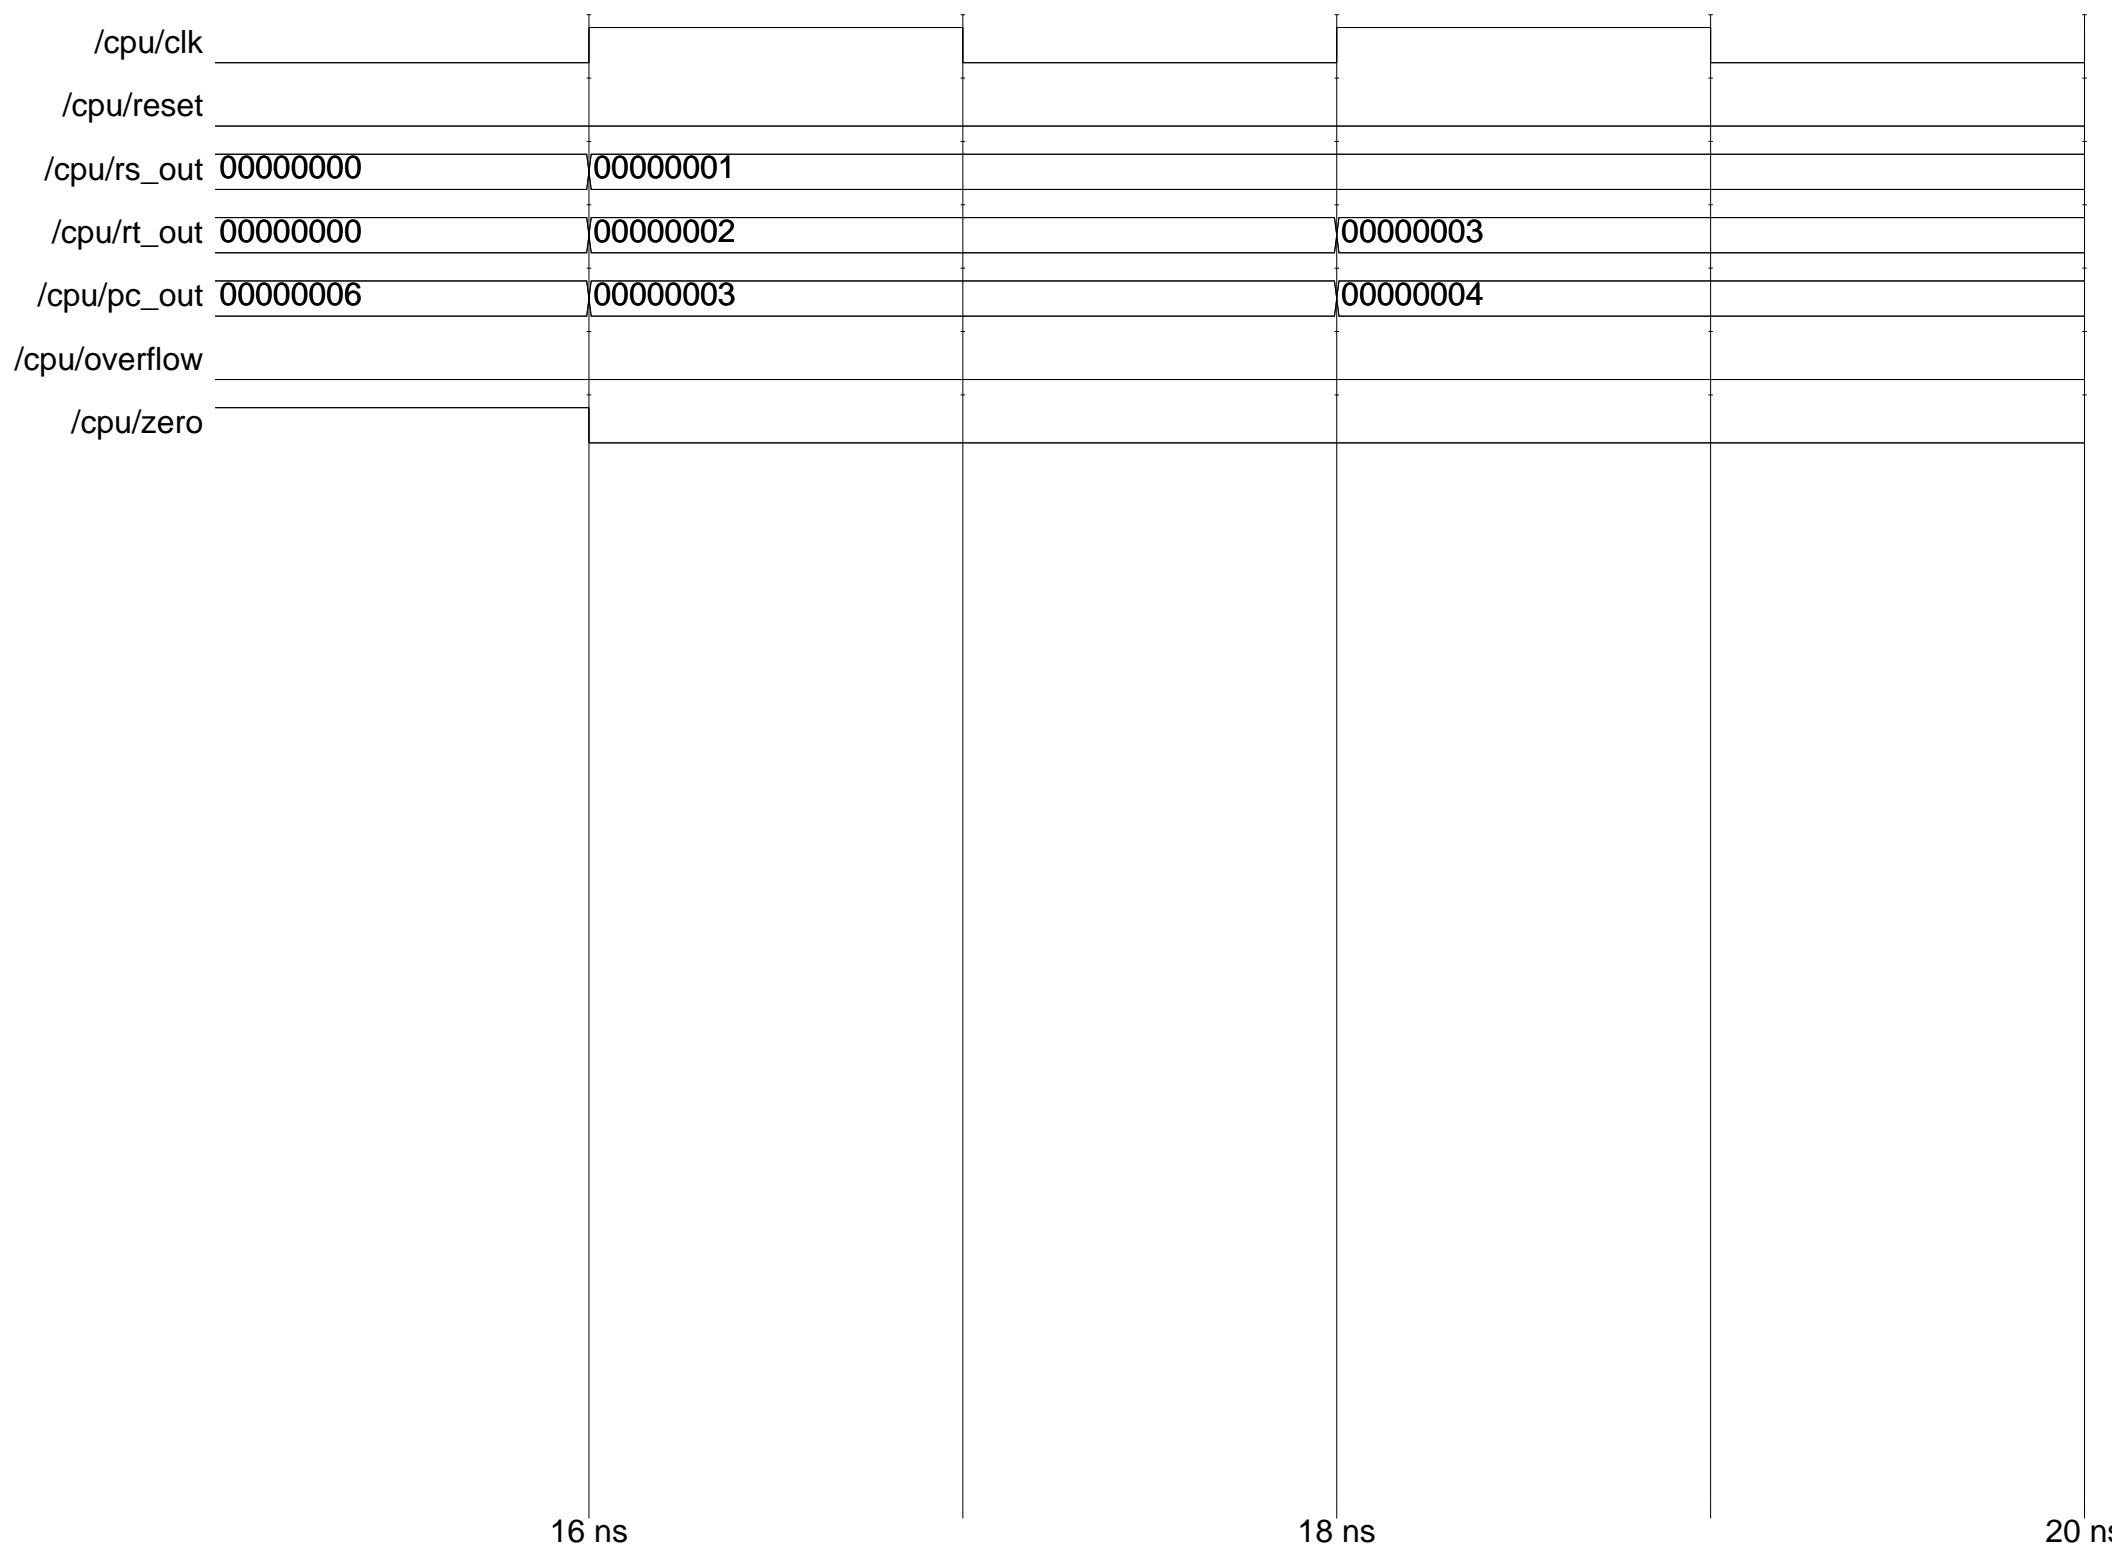 /cpu/clk
/cpu/reset
/cpu/rs_out 00000000 00000001
/cpu/rt_out 00000000 00000002 00000003
/cpu/pc_out 00000006 00000003 00000004
/cpu/overflow
/cpu/zero
16 ns 18 ns 20 ns